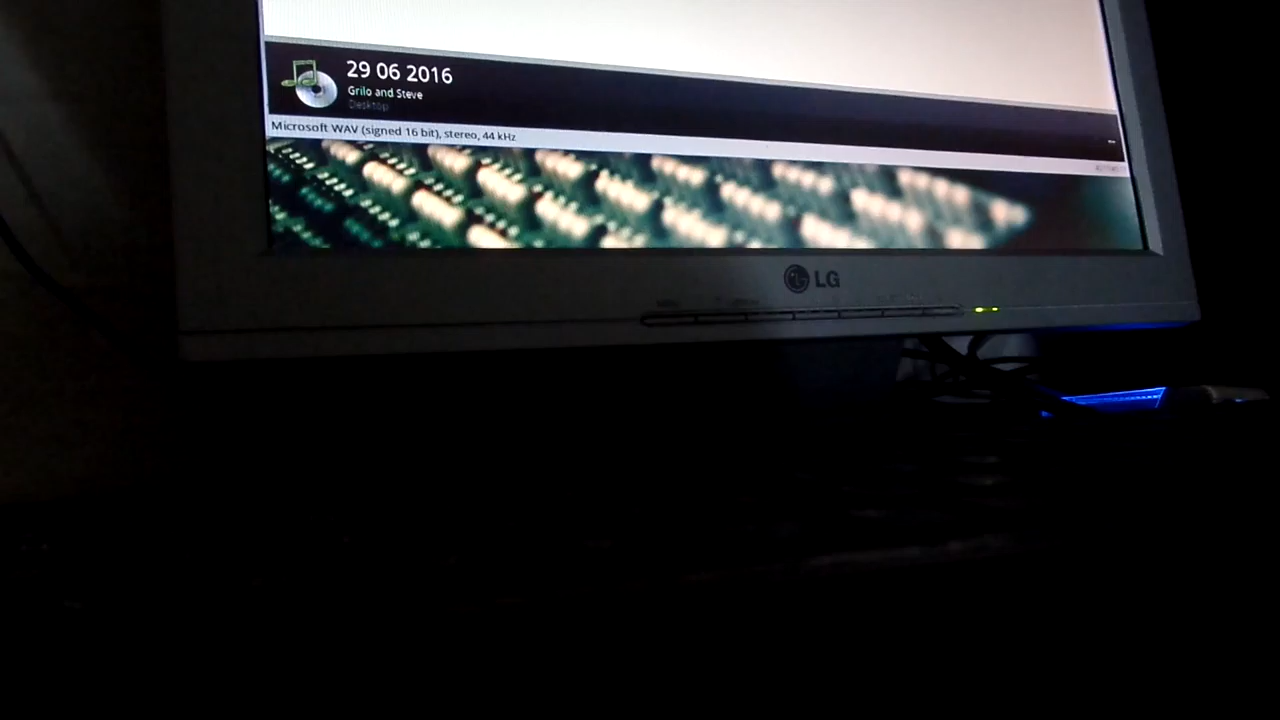 29 06 2016
Grilo and Steve
Desktop
Microsoft WAV (signed 16 bit), stereo, 44 kHz
LG